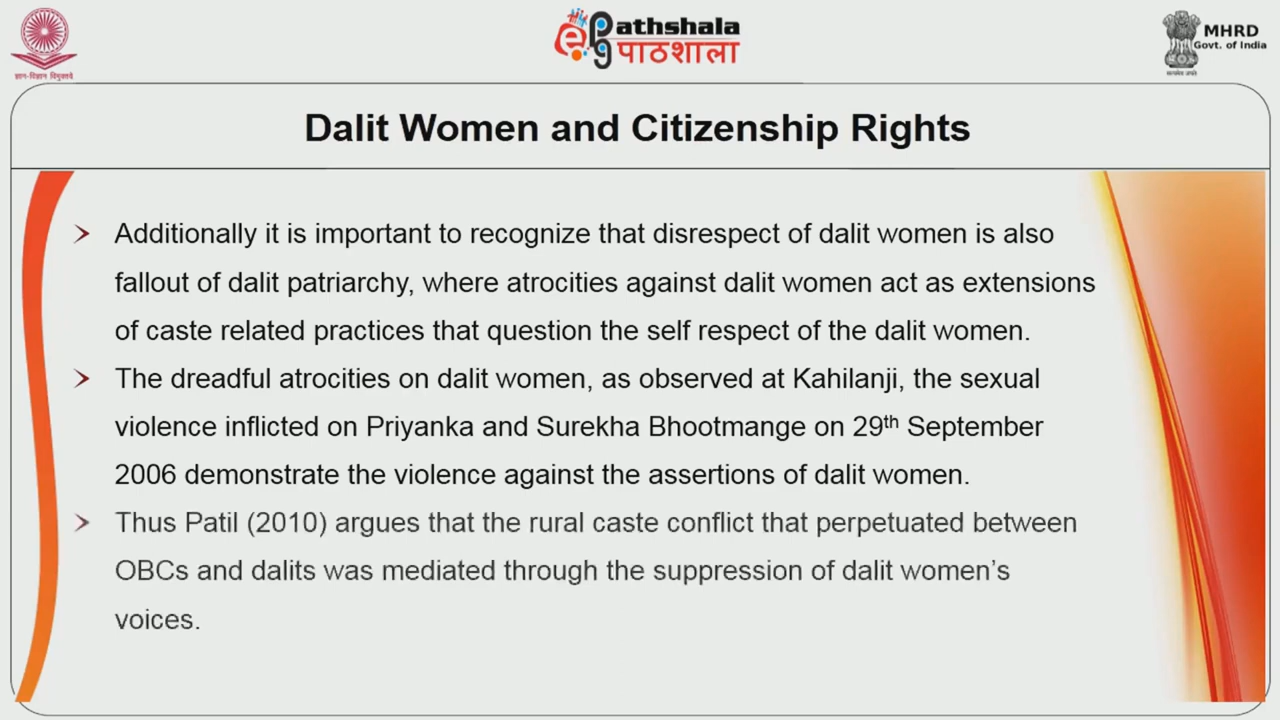 ज्ञान-विज्ञान विमुक्तये
ePathshala
पाठशाला
MHRD
Govt. of India
सत्यमेव जयते
Dalit Women and Citizenship Rights
Additionally it is important to recognize that disrespect of dalit women is also
fallout of dalit patriarchy, where atrocities against dalit women act as extensions
of caste related practices that question the self respect of the dalit women.
The dreadful atrocities on dalit women, as observed at Kahilanji, the sexual
violence inflicted on Priyanka and Surekha Bhootmange on 29th September
2006 demonstrate the violence against the assertions of dalit women.
Thus Patil (2010) argues that the rural caste conflict that perpetuated between
OBCs and dalits was mediated through the suppression of dalit women’s
voices.